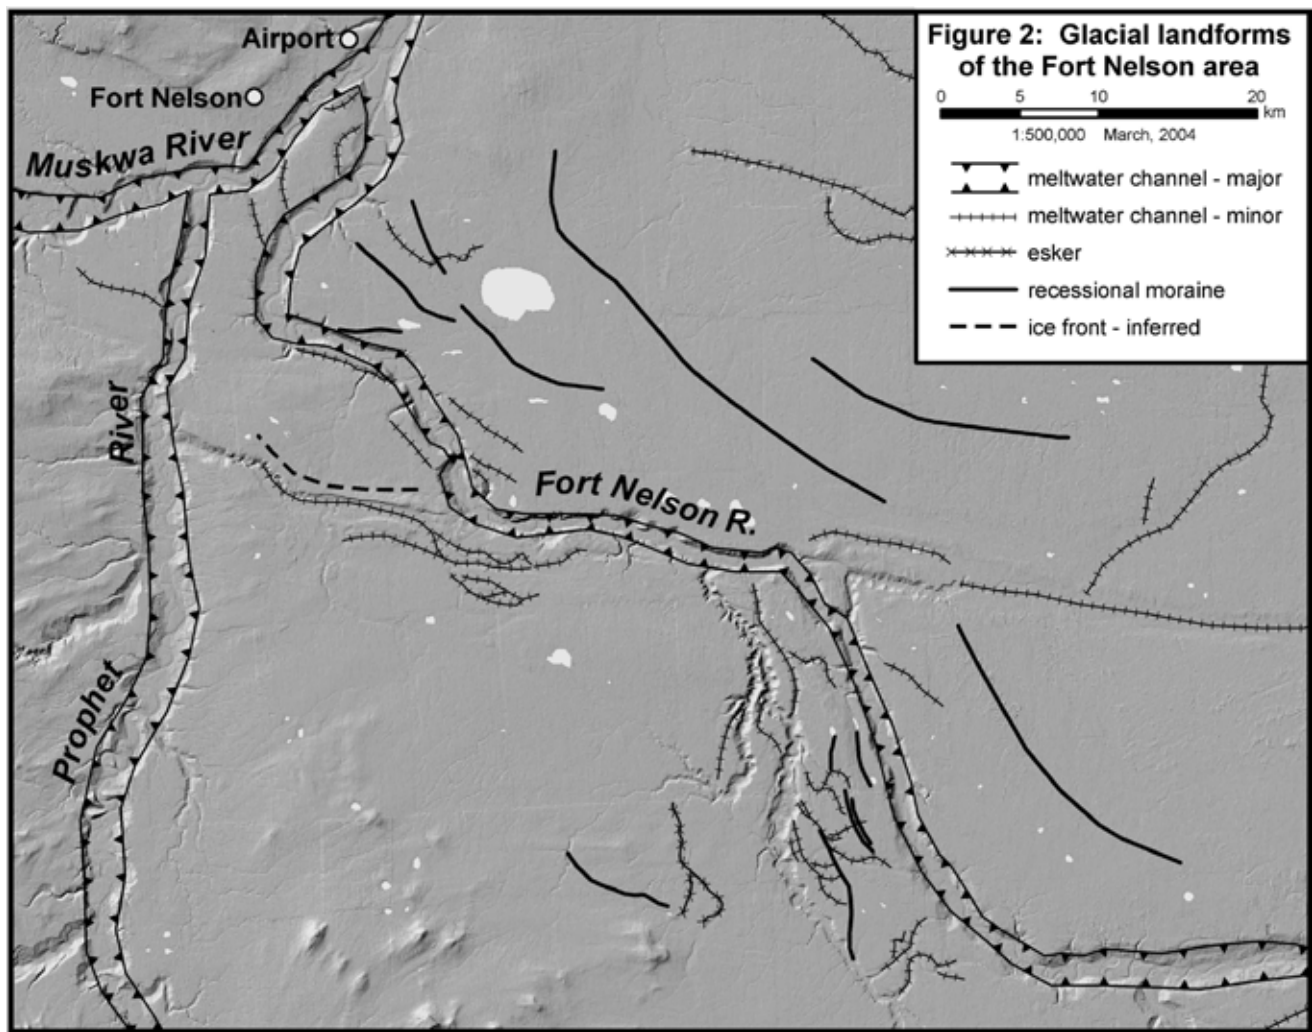 Figure 2: Glacial landforms
of the Fort Nelson area
0 5 10 20
km
1:500,000 March, 2004
meltwater channel - major
meltwater channel - minor
esker
recessional moraine
ice front - inferred
Airport
Fort Nelson
Muskwa River
River
Prophet
Fort Nelson R.